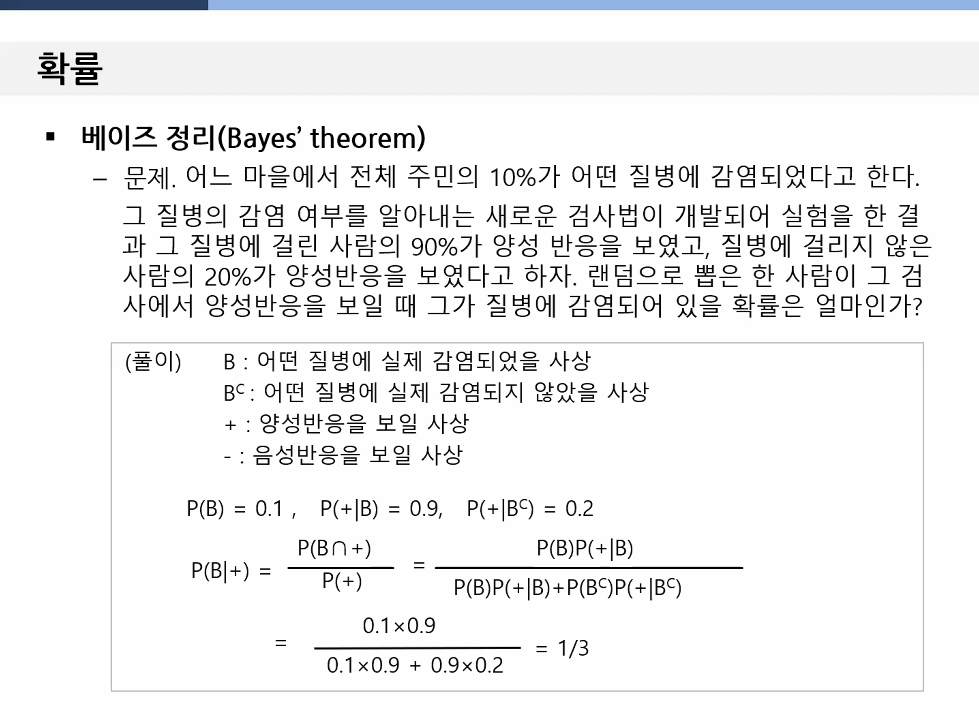 확률
▪ 베이즈 정리(Bayes’ theorem)
– 문제. 어느 마을에서 전체 주민의 10%가 어떤 질병에 감염되었다고 한다.
그 질병의 감염 여부를 알아내는 새로운 검사법이 개발되어 실험을 한 결
과 그 질병에 걸린 사람의 90%가 양성 반응을 보였고, 질병에 걸리지 않은
사람의 20%가 양성반응을 보였다고 하자. 랜덤으로 뽑은 한 사람이 그 검
사에서 양성반응을 보일 때 그가 질병에 감염되어 있을 확률은 얼마인가?
(풀이) B : 어떤 질병에 실제 감염되었을 사상
Bᶜ : 어떤 질병에 실제 감염되지 않았을 사상
+ : 양성반응을 보일 사상
- : 음성반응을 보일 사상
P(B) = 0.1 , P(+|B) = 0.9, P(+|Bᶜ) = 0.2
P(B∩+) P(B)P(+|B)
P(B|+) = =
P(+) P(B)P(+|B)+P(Bᶜ)P(+|Bᶜ)
0.1×0.9
= = 1/3
0.1×0.9 + 0.9×0.2